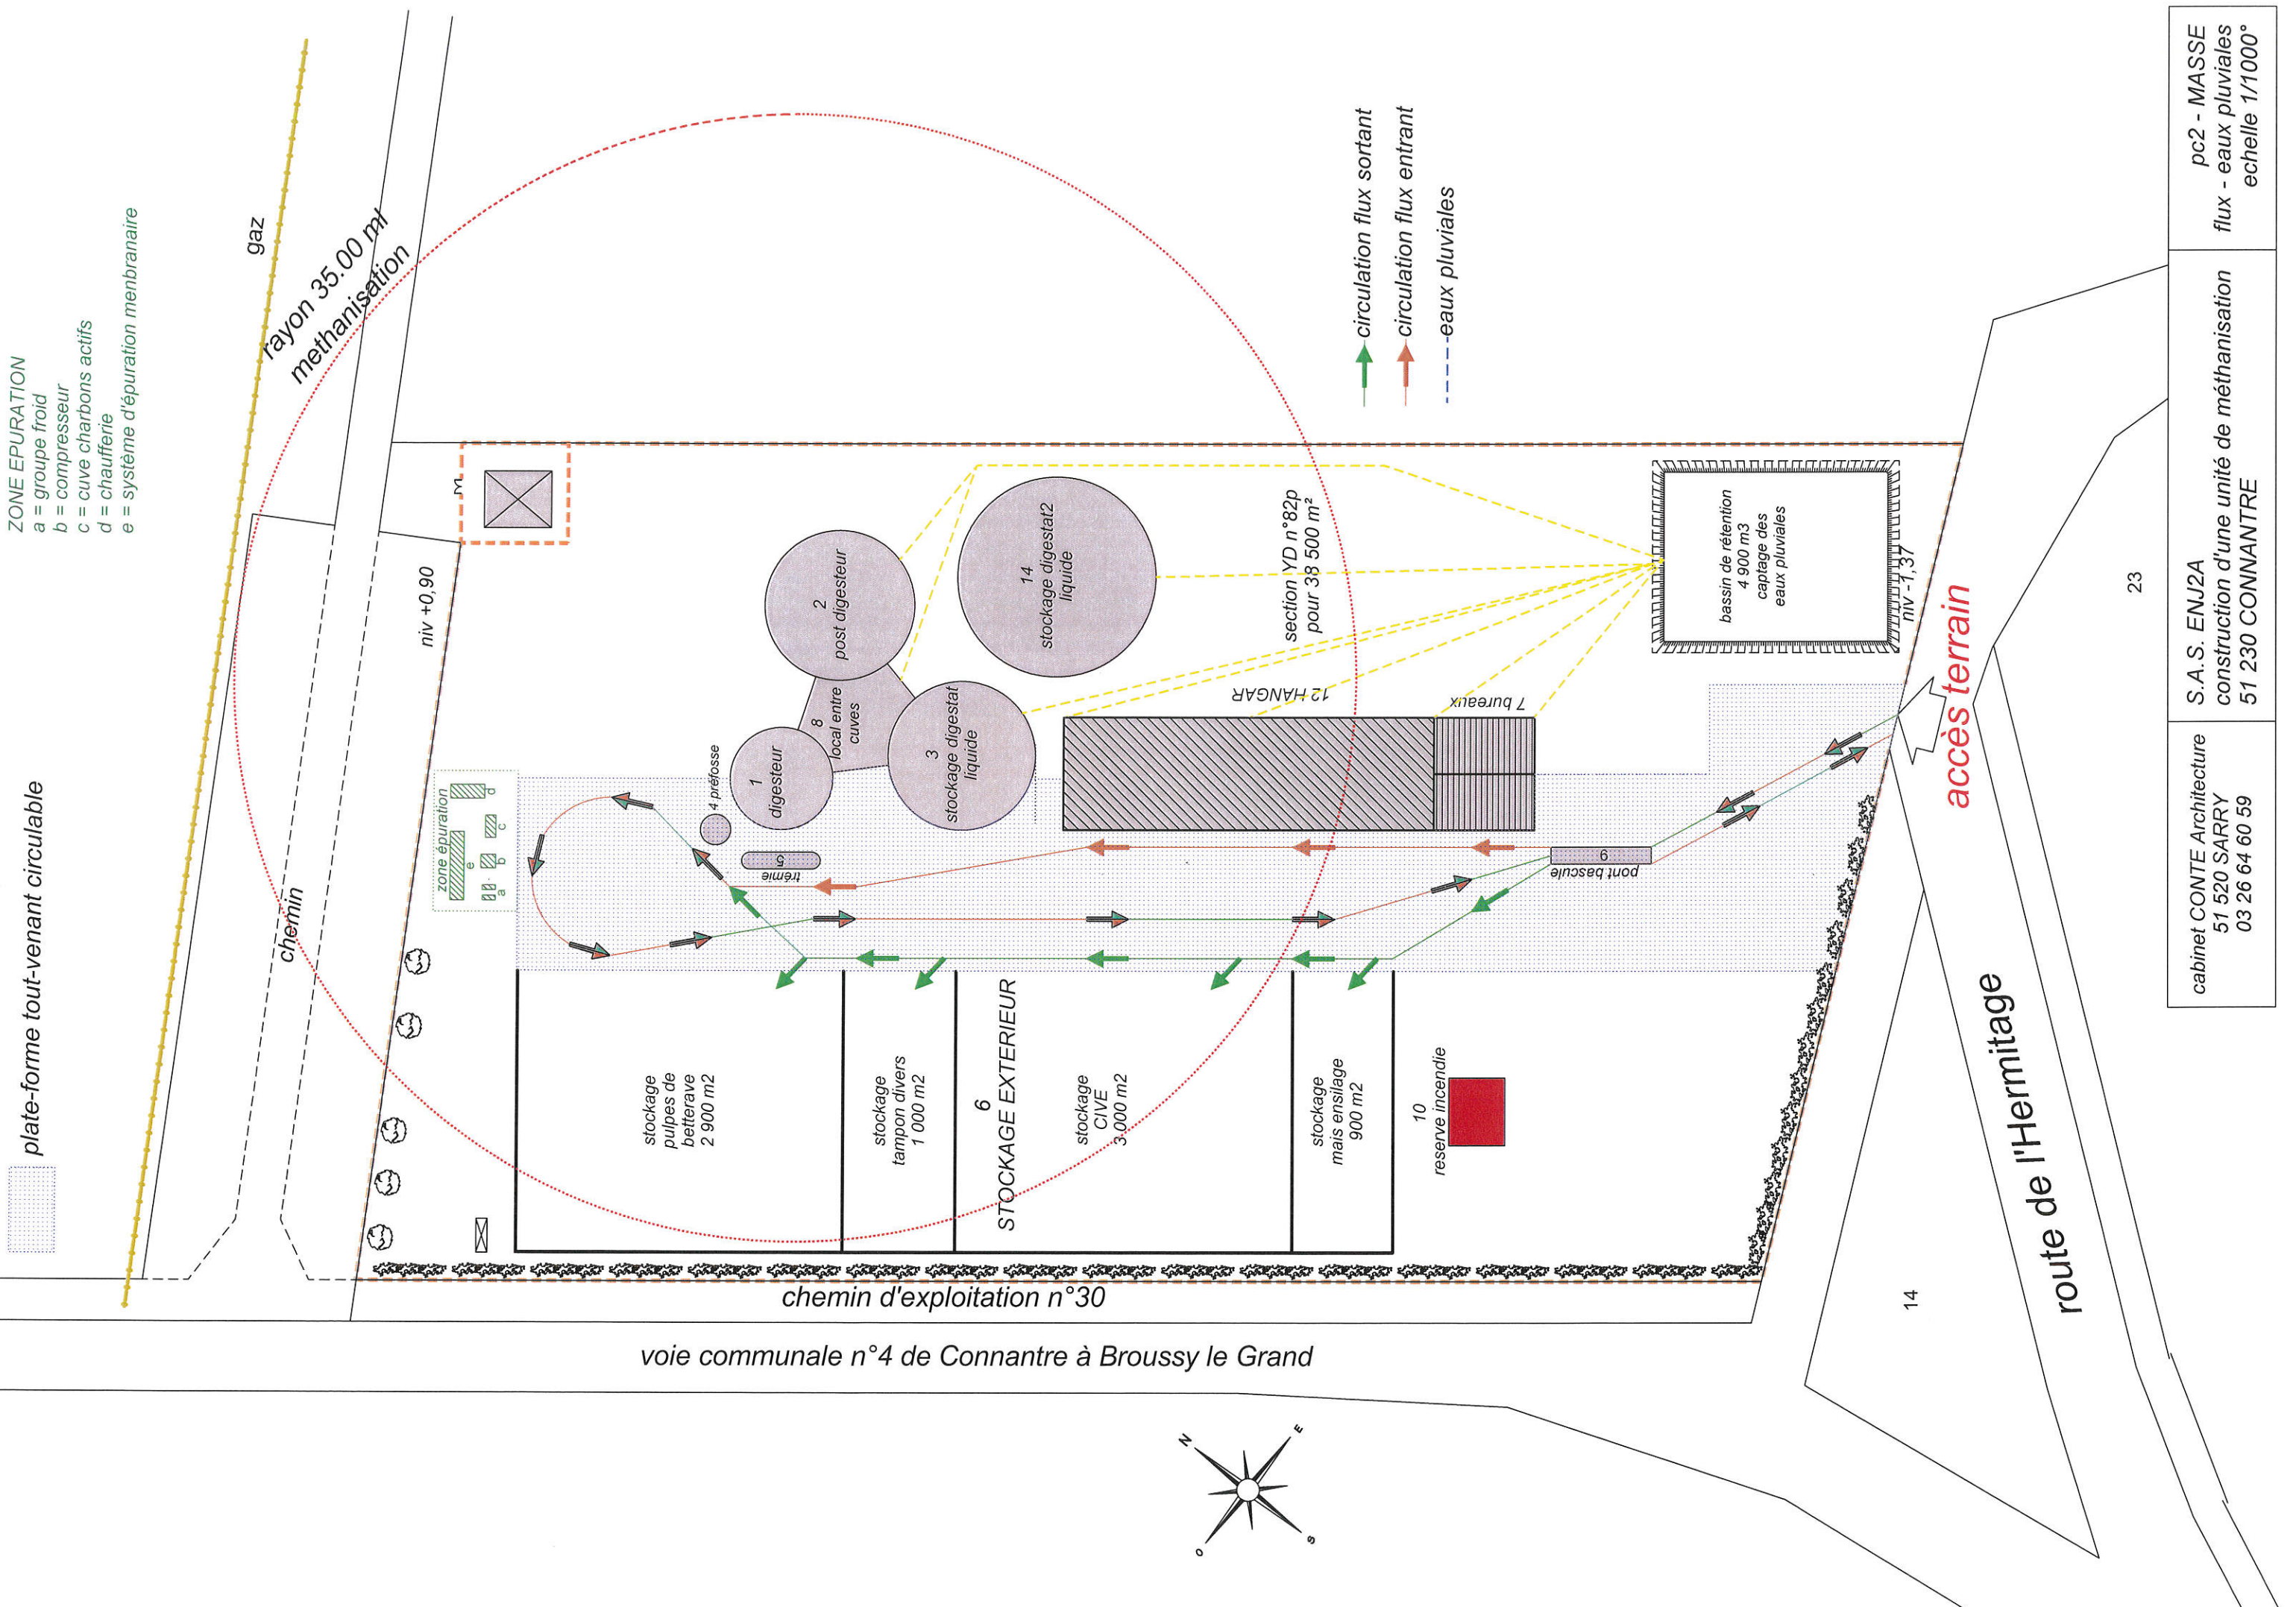 ZONE EPURATION
a = groupe froid
b = compresseur
c = cuve charbons actifs
d = chaufferie
e = système d'épuration menbranaire
plate-forme tout-venant circulable
gaz
rayon 35.00 ml
methanisation
chemin
niv +0,90
zone épuration
a
b
c
d
e
4 préfosse
5
trémie
1
digesteur
2
post digesteur
8
local entre
cuves
3
stockage digestat
liquide
14
stockage digestat2
liquide
section YD n°82p
pour 38 500 m²
12 HANGAR
7 bureaux
9
pont bascule
bassin de rétention
4 900 m3
captage des
eaux pluviales
niv -1,37
accès terrain
circulation flux sortant
circulation flux entrant
eaux pluviales
stockage
pulpes de
betterave
2 900 m2
stockage
tampon divers
1 000 m2
6
STOCKAGE EXTERIEUR
stockage
CIVE
3 000 m2
stockage
mais ensilage
900 m2
10
reserve incendie
chemin d'exploitation n°30
voie communale n°4 de Connantre à Broussy le Grand
N
E
S
O
14
23
route de l'Hermitage
cabinet CONTE Architecture
51 520 SARRY
03 26 64 60 59
S.A.S. ENJ2A
construction d'une unité de méthanisation
51 230 CONNANTRE
pc2 - MASSE
flux - eaux pluviales
echelle 1/1000°